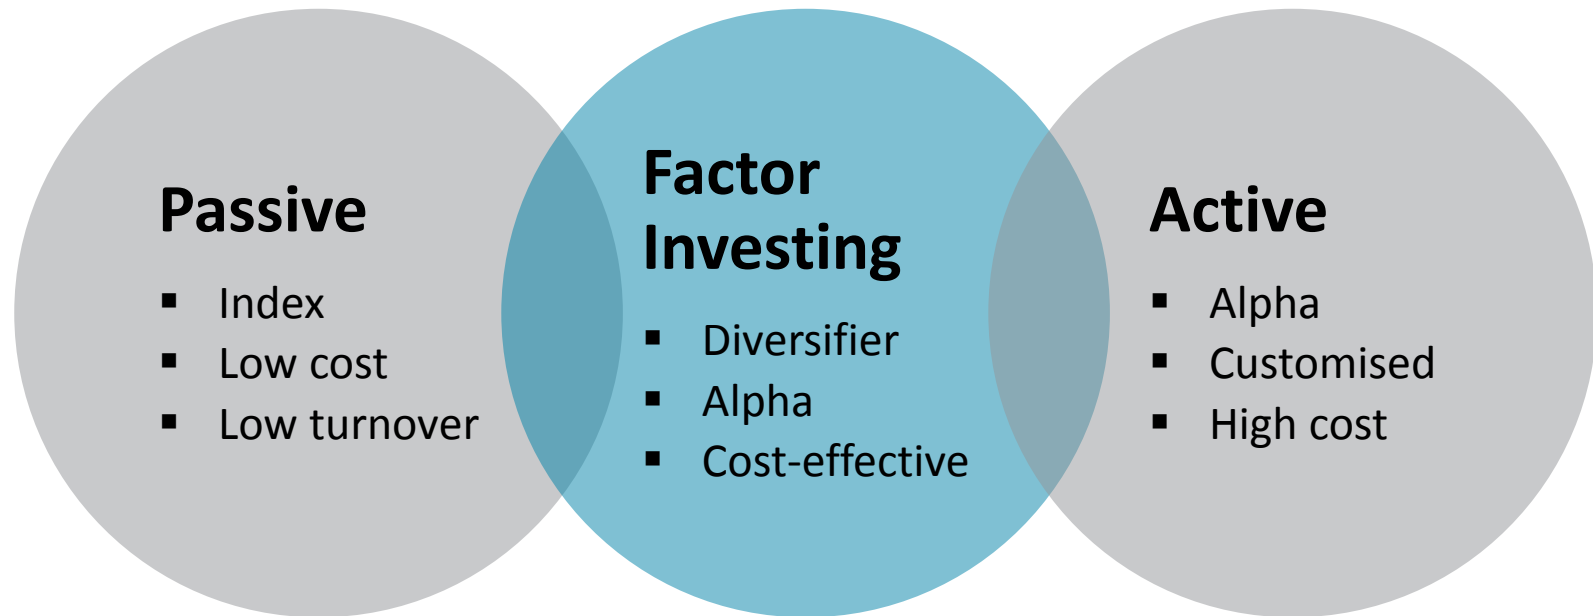 Passive
▪ Index
▪ Low cost
▪ Low turnover
Factor
Investing
▪ Diversifier
▪ Alpha
▪ Cost-effective
Active
▪ Alpha
▪ Customised
▪ High cost